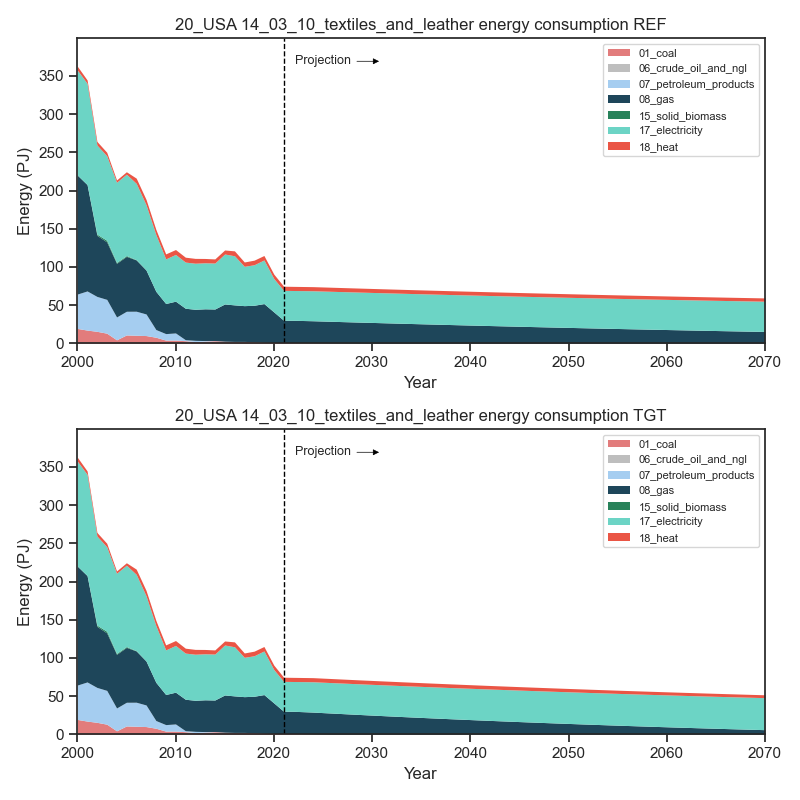 20_USA 14_03_10_textiles_and_leather energy consumption REF
Energy (PJ)
350
300
250
200
150
100
50
0
Projection
01_coal
06_crude_oil_and_ngl
07_petroleum_products
08_gas
15_solid_biomass
17_electricity
18_heat
2000 2010 2020 2030 2040 2050 2060 2070
Year
20_USA 14_03_10_textiles_and_leather energy consumption TGT
Energy (PJ)
350
300
250
200
150
100
50
0
Projection
01_coal
06_crude_oil_and_ngl
07_petroleum_products
08_gas
15_solid_biomass
17_electricity
18_heat
2000 2010 2020 2030 2040 2050 2060 2070
Year